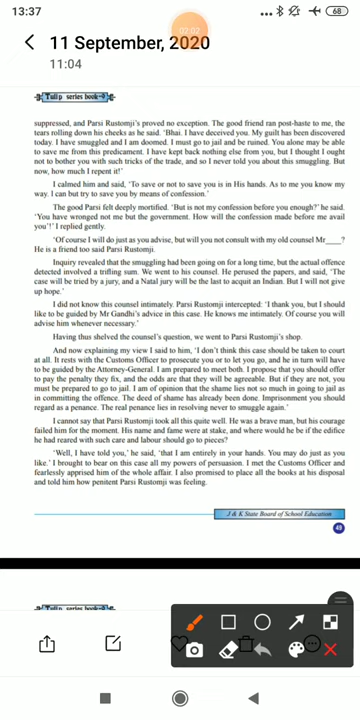 13:37
02:02
68
11 September, 2020
11:04
Tulip series book-9
suppressed, and Parsi Rustomji's proved no exception. The good friend ran post-haste to me, the
tears rolling down his cheeks as he said. 'Bhai. I have deceived you. My guilt has been discovered
today. I have smuggled and I am doomed. I must go to jail and be ruined. You alone may be able
to save me from this predicament. I have kept back nothing else from you, but I thought I ought
not to bother you with such tricks of the trade, and so I never told you about this smuggling. But
now, how much I repent it!'
I calmed him and said, 'To save or not to save you is in His hands. As to me you know my
way. I can but try to save you by means of confession.'
The good Parsi felt deeply mortified. 'But is not my confession before you enough?' he said.
'You have wronged not me but the government. How will the confession made before me avail
you'!' I replied gently.
'Of course I will do just as you advise, but will you not consult with my old counsel Mr____?
He is a friend too said Parsi Rustomji.
Inquiry revealed that the smuggling had been going on for a long time, but the actual offence
detected involved a trifling sum. We went to his counsel. He perused the papers, and said, 'The
case will be tried by a jury, and a Natal jury will be the last to acquit an Indian. But I will not give
up hope.'
I did not know this counsel intimately. Parsi Rustomji intercepted: 'I thank you, but I should
like to be guided by Mr Gandhi's advice in this case. He knows me intimately. Of course you will
advise him whenever necessary.'
Having thus shelved the counsel's question, we went to Parsi Rustomji's shop.
And now explaining my view I said to him, 'I don't think this case should be taken to court
at all. It rests with the Customs Officer to prosecute you or to let you go, and he in turn will have
to be guided by the Attorney-General. I am prepared to meet both. I propose that you should offer
to pay the penalty they fix, and the odds are that they will be agreeable. But if they are not, you
must be prepared to go to jail. I am of opinion that the shame lies not so much in going to jail as
in committing the offence. The deed of shame has already been done. Imprisonment you should
regard as a penance. The real penance lies in resolving never to smuggle again.'
I cannot say that Parsi Rustomji took all this quite well. He was a brave man, but his courage
failed him for the moment. His name and fame were at stake, and where would he be if the edifice
he had reared with such care and labour should go to pieces?
'Well, I have told you,' he said, 'that I am entirely in your hands. You may do just as you
like.' I brought to bear on this case all my powers of persuasion. I met the Customs Officer and
fearlessly apprised him of the whole affair. I also promised to place all the books at his disposal
and told him how penitent Parsi Rustomji was feeling.
J & K State Board of School Education
49
Tulip series book-9